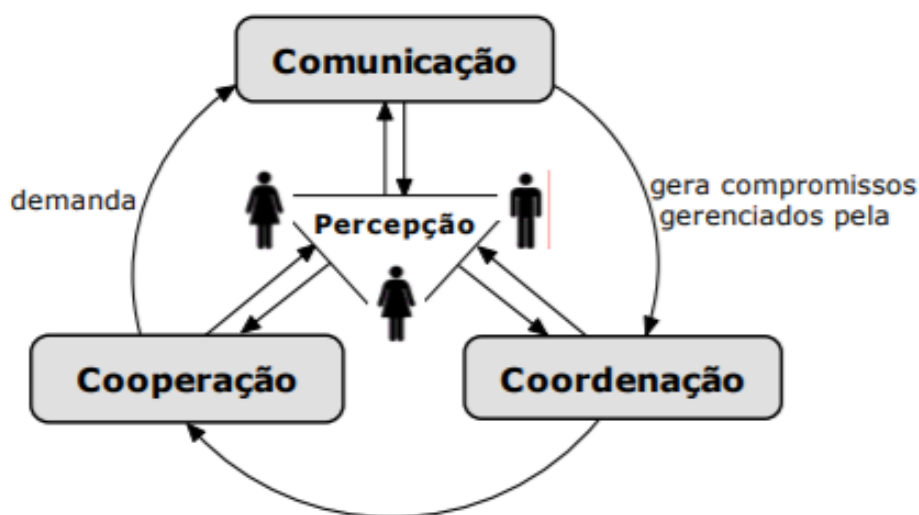 Comunicação
demanda
gera compromissos
gerenciados pela
Percepção
Cooperação
Coordenação